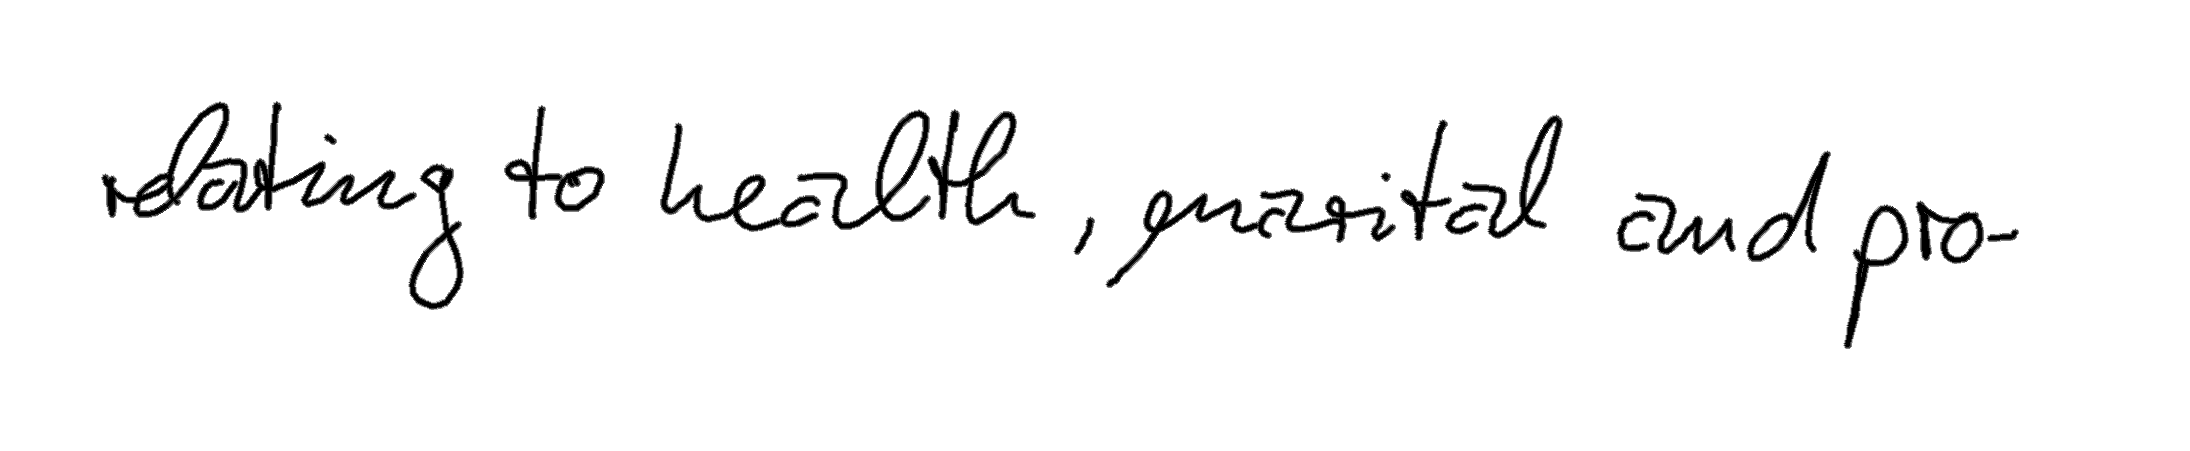 relating to health, marital and pro-